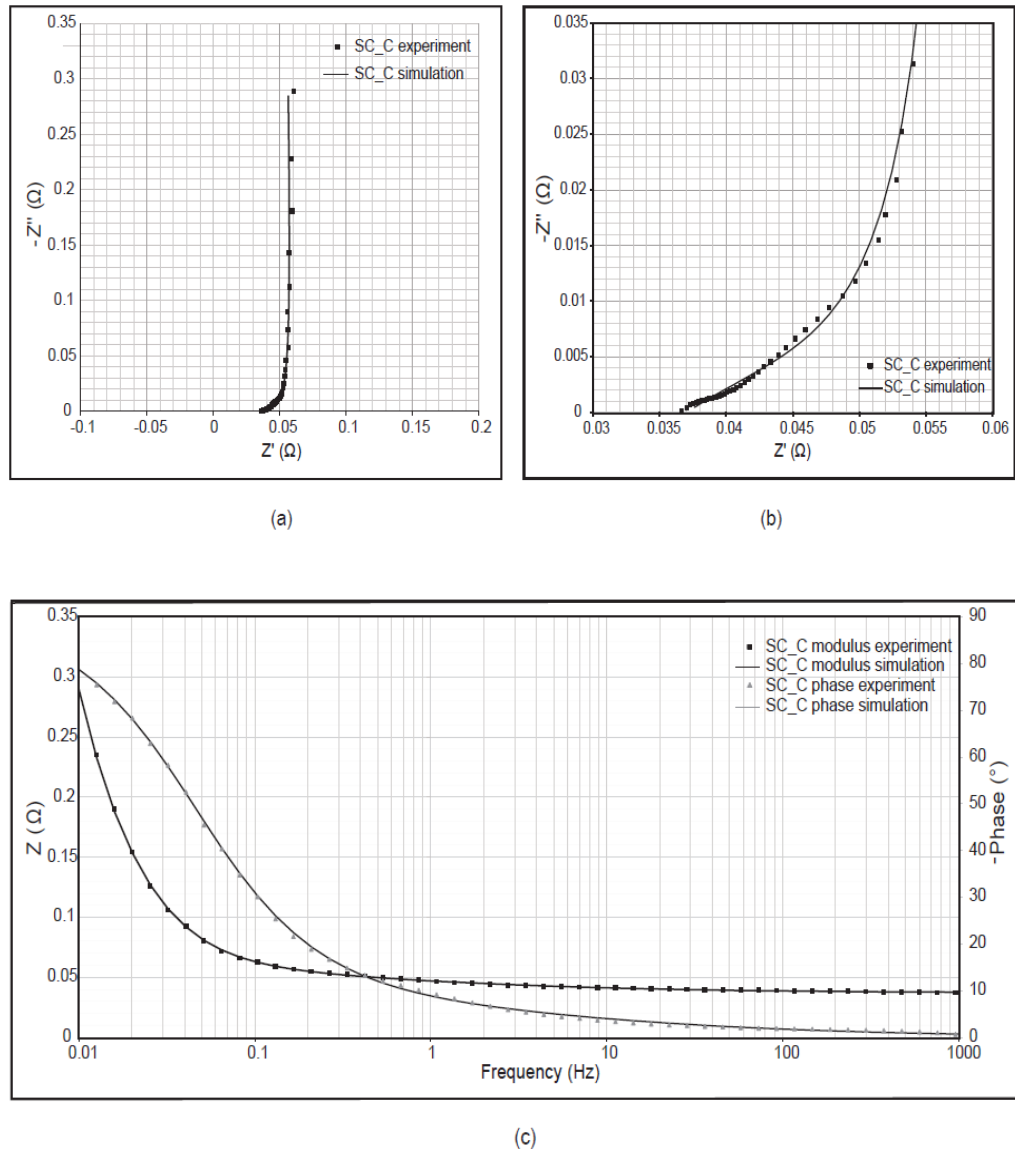 0.35
0.3
0.25
0.2
0.15
0.1
0.05
0
-Z'' (Ω)
SC_C experiment
SC_C simulation
-0.1 -0.05 0 0.05 0.1 0.15 0.2
Z' (Ω)
(a)
0.035
0.03
0.025
0.02
0.015
0.01
0.005
0
-Z'' (Ω)
SC_C experiment
SC_C simulation
0.03 0.035 0.04 0.045 0.05 0.055 0.06
Z' (Ω)
(b)
0.35
0.3
0.25
0.2
0.15
0.1
0.05
0
Z (Ω)
SC_C modulus experiment
SC_C modulus simulation
SC_C phase experiment
SC_C phase simulation
90
80
70
60
50
40
30
20
10
0
-Phase (°)
0.01 0.1 1 10 100 1000
Frequency (Hz)
(c)